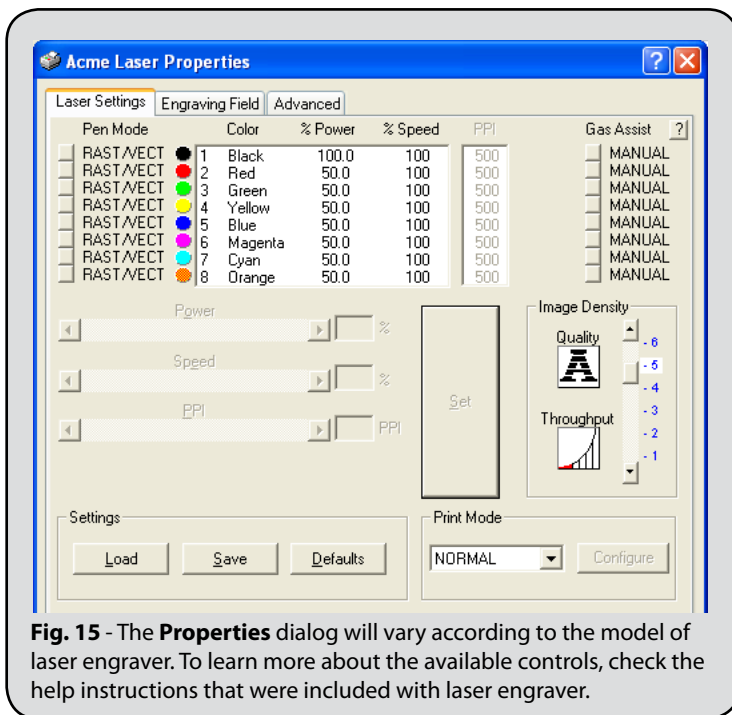 Acme Laser Properties
?
Laser Settings Engraving Field Advanced
Pen Mode Color % Power % Speed PPI Gas Assist ?
RAST/VECT 1 Black 100.0 100 500 MANUAL
RAST/VECT 2 Red 50.0 100 500 MANUAL
RAST/VECT 3 Green 50.0 100 500 MANUAL
RAST/VECT 4 Yellow 50.0 100 500 MANUAL
RAST/VECT 5 Blue 50.0 100 500 MANUAL
RAST/VECT 6 Magenta 50.0 100 500 MANUAL
RAST/VECT 7 Cyan 50.0 100 500 MANUAL
RAST/VECT 8 Orange 50.0 100 500 MANUAL
Power
%
Speed
%
PPI
PPI
Set
Image Density
Quality
A
Throughput
- 6
- 5
- 4
- 3
- 2
- 1
Settings
Load Save Defaults
Print Mode
NORMAL Configure
Fig. 15 - The Properties dialog will vary according to the model of
laser engraver. To learn more about the available controls, check the
help instructions that were included with laser engraver.